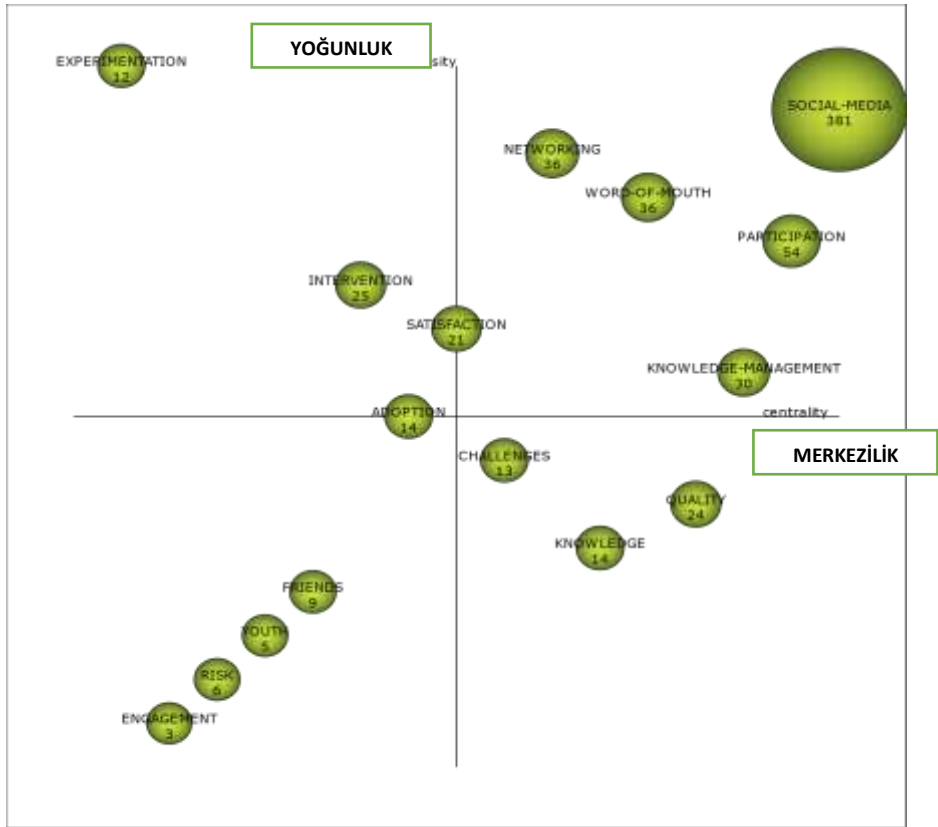 YOĞUNLUK
EXPERIMENTATION
12
sity
SOCIAL-MEDIA
381
NETWORKING
36
WORD-OF-MOUTH
36
PARTICIPATION
54
INTERVENTION
25
SATISFACTION
21
KNOWLEDGE-MANAGEMENT
30
ADOPTION
14
centrality
MERKEZİLİK
CHALLENGES
13
QUALITY
24
KNOWLEDGE
14
FRIENDS
9
YOUTH
5
RISK
6
ENGAGEMENT
3